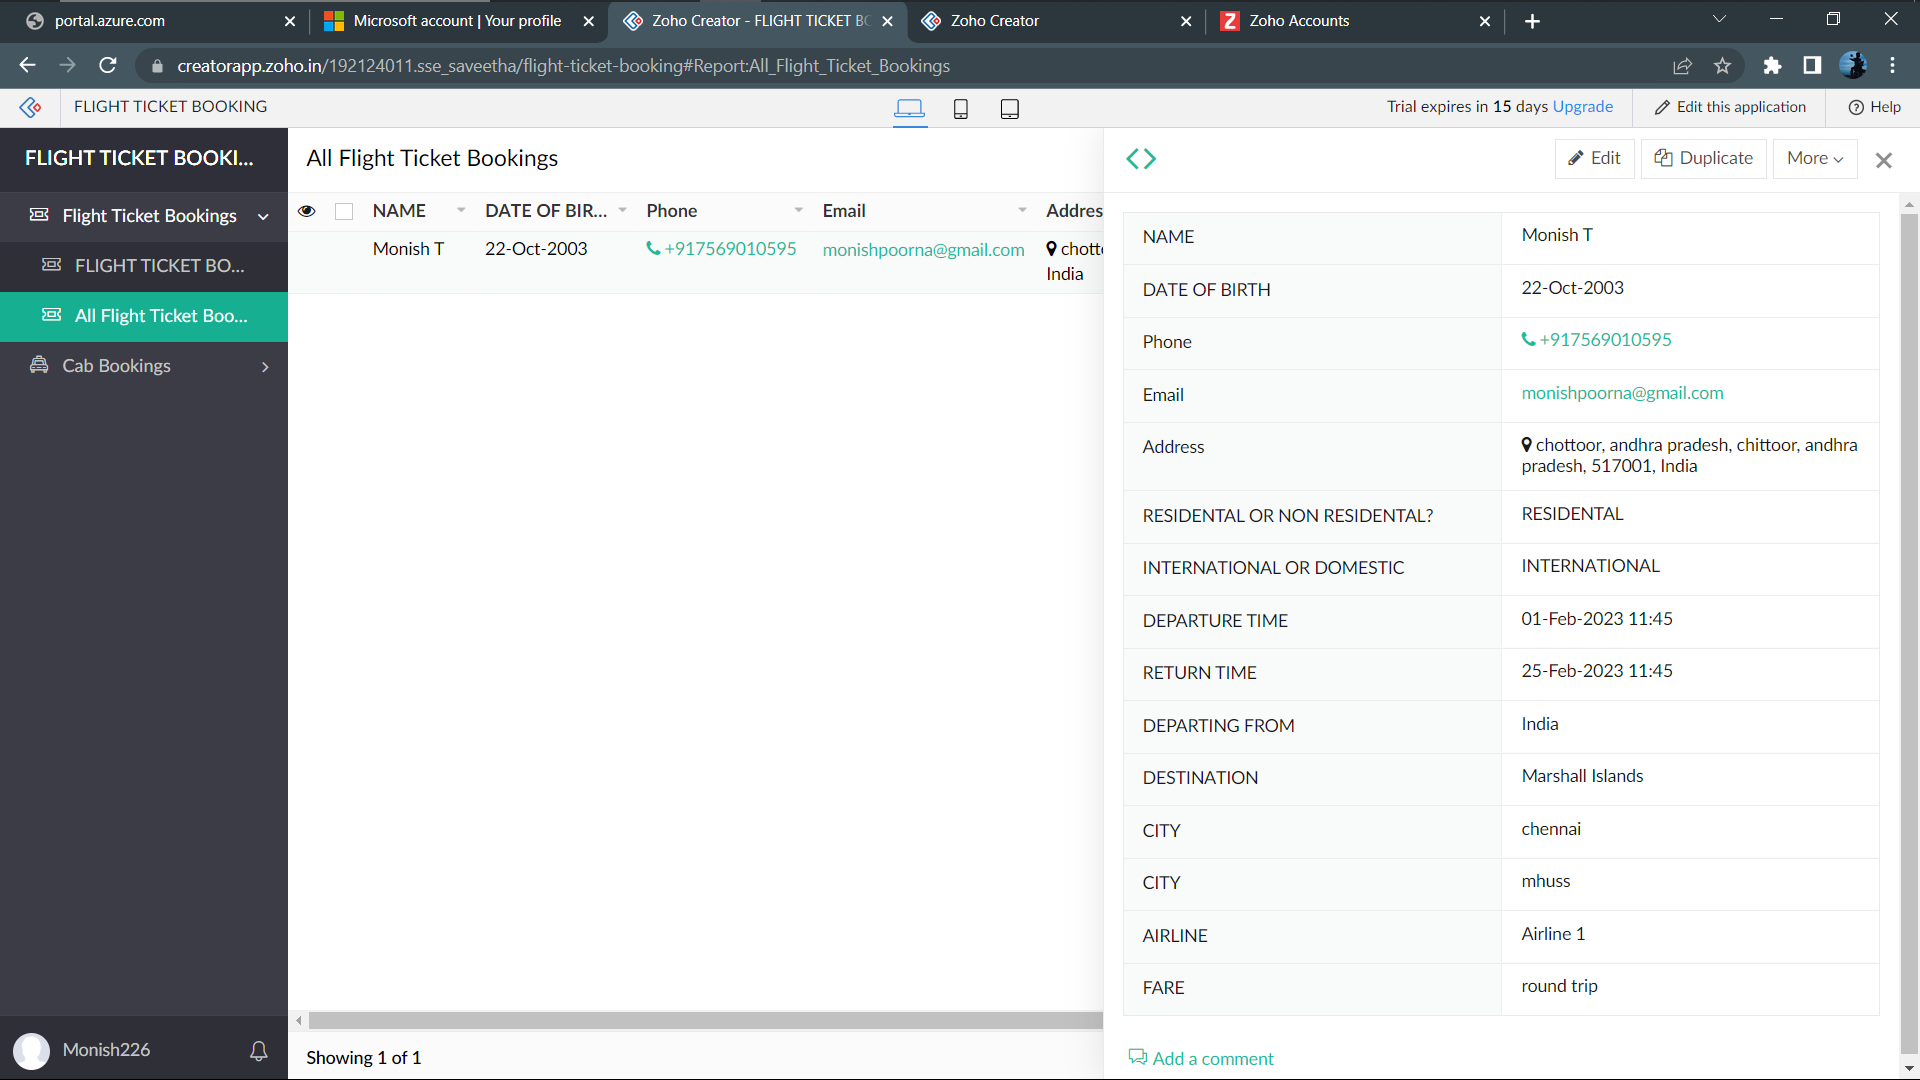 portal.azure.com
Microsoft account | Your profile
Zoho Creator - FLIGHT TICKET BO
Zoho Creator
Zoho Accounts
creatorapp.zoho.in/192124011.sse_saveetha/flight-ticket-booking#Report:All_Flight_Ticket_Bookings
FLIGHT TICKET BOOKING
Trial expires in 15 days Upgrade
Edit this application
Help
FLIGHT TICKET BOOKI...
Flight Ticket Bookings
FLIGHT TICKET BO...
All Flight Ticket Boo...
Cab Bookings
Monish226
All Flight Ticket Bookings
NAME DATE OF BIR... Phone Email Addres
Monish T 22-Oct-2003 +917569010595 monishpoorna@gmail.com chotto
India
Showing 1 of 1
Edit Duplicate More
NAME Monish T
DATE OF BIRTH 22-Oct-2003
Phone +917569010595
Email monishpoorna@gmail.com
Address chottoor, andhra pradesh, chittoor, andhra
pradesh, 517001, India
RESIDENTAL OR NON RESIDENTAL? RESIDENTAL
INTERNATIONAL OR DOMESTIC INTERNATIONAL
DEPARTURE TIME 01-Feb-2023 11:45
RETURN TIME 25-Feb-2023 11:45
DEPARTING FROM India
DESTINATION Marshall Islands
CITY chennai
CITY mhuss
AIRLINE Airline 1
FARE round trip
Add a comment